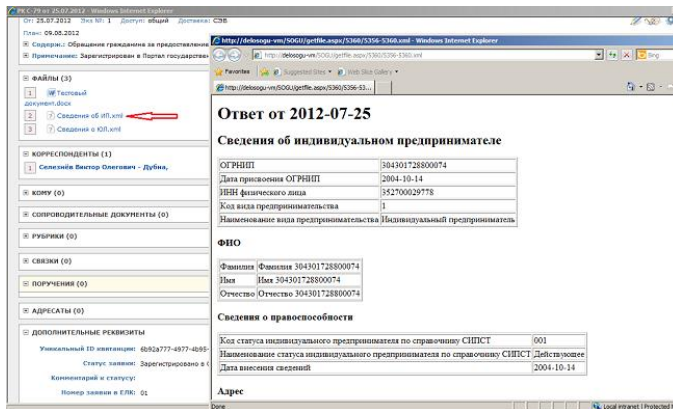 РК С-79 от 25.07.2012 - Windows Internet Explorer
От: 25.07.2012 Экз №: 1 Доступ: общий Доставка: СЭВ
План: 09.08.2012
Содерж.: Обращение гражданина за предоставление
Примечание: Зарегистрирован в Портал государстве
ФАЙЛЫ (3)
1 Тестовый
документ.docx
2 Сведения об ИП.xml
3 Сведения о ЮЛ.xml
КОРРЕСПОНДЕНТЫ (1)
1 Селезнёв Виктор Олегович - Дубна,
КОМУ (0)
СОПРОВОДИТЕЛЬНЫЕ ДОКУМЕНТЫ (0)
РУБРИКИ (0)
СВЯЗКИ (0)
ПОРУЧЕНИЯ (0)
АДРЕСАТЫ (0)
ДОПОЛНИТЕЛЬНЫЕ РЕКВИЗИТЫ
Уникальный ID квитанции: 6b92a777-4977-4b95-
Статус заявки: Зарегистрировано в
Комментарий к статусу:
Номер заявки в ЕЛК: 01
http://delosogu-vm/SOGU/getfile.aspx/5360/5356-5360.xml - Windows Internet Explorer
http://delosogu-vm/SOGU/getfile.aspx/5360/5356-5360.xml
Bing
Favorites Suggested Sites Web Slice Gallery
http://delosogu-vm/SOGU/getfile.aspx/5360/5356-53...
Ответ от 2012-07-25
Сведения об индивидуальном предпринимателе
ОГРНИП 304301728800074
Дата присвоения ОГРНИП 2004-10-14
ИНН физического лица 352700029778
Код вида предпринимательства 1
Наименование вида предпринимательства Индивидуальный предприниматель
ФИО
Фамилия Фамилия 304301728800074
Имя Имя 304301728800074
Отчество Отчество 304301728800074
Сведения о правоспособности
Код статуса индивидуального предпринимателя по справочнику СИПСТ 001
Наименование статуса индивидуального предпринимателя по справочнику СИПСТ Действующее
Дата внесения сведений 2004-10-14
Адрес
Done Local intranet | Protected